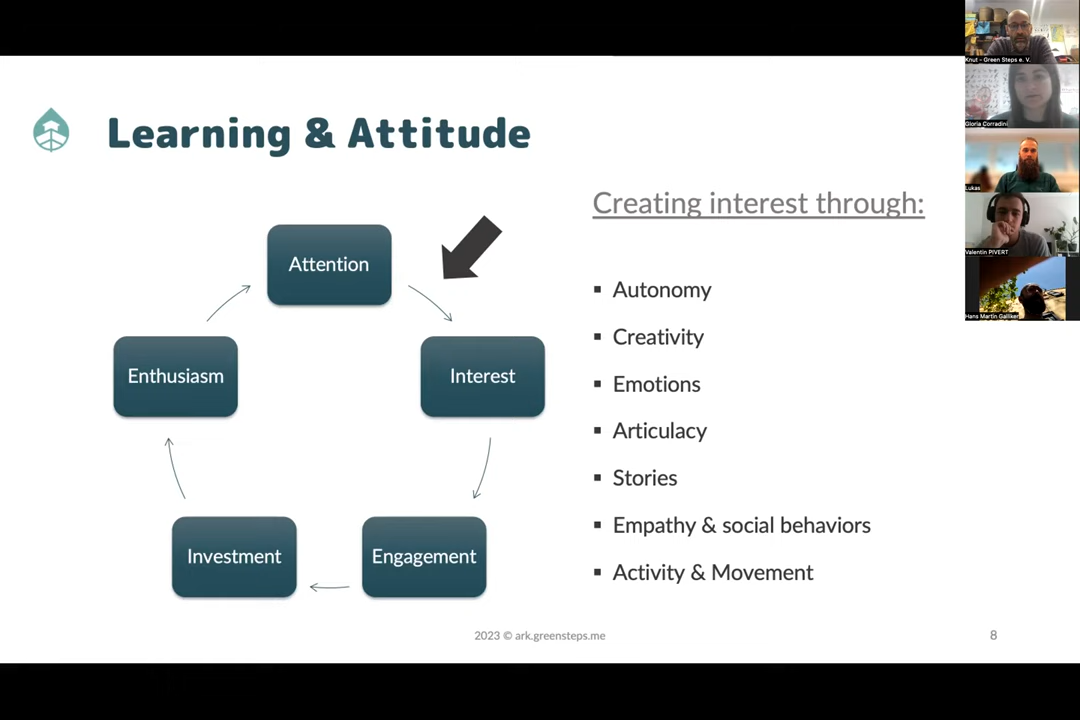 Learning & Attitude
Creating interest through:
Attention
Interest
Engagement
Investment
Enthusiasm
▪ Autonomy
▪ Creativity
▪ Emotions
▪ Articulacy
▪ Stories
▪ Empathy & social behaviors
▪ Activity & Movement
2023 © ark.greensteps.me
8
Knut - Green Steps e. V.
Gloria Corradini
Lukas
Valentin PIVERT
Hans Martin Galliker